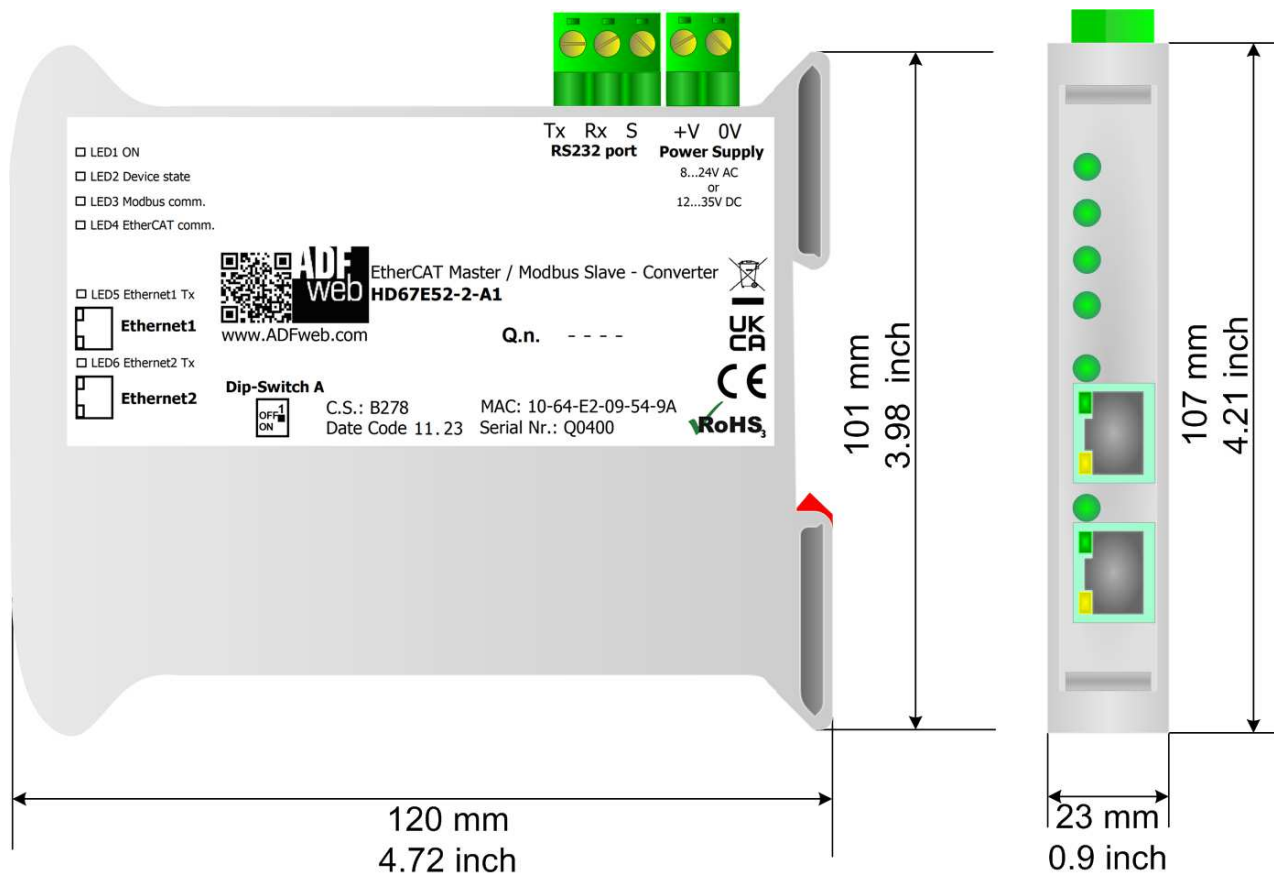 Tx Rx S +V 0V
RS232 port Power Supply
8...24V AC
or
12...35V DC
LED1 ON
LED2 Device state
LED3 Modbus comm.
LED4 EtherCAT comm.
ADF
web
EtherCAT Master / Modbus Slave - Converter
HD67E52-2-A1
www.ADFweb.com
Q.n. - - - -
LED5 Ethernet1 Tx
Ethernet1
LED6 Ethernet2 Tx
Ethernet2
Dip-Switch A
OFF 1
ON
C.S.: B278 MAC: 10-64-E2-09-54-9A
Date Code 11.23 Serial Nr.: Q0400
UK
CA
CE
RoHS 3
101 mm
3.98 inch
107 mm
4.21 inch
120 mm
4.72 inch
23 mm
0.9 inch